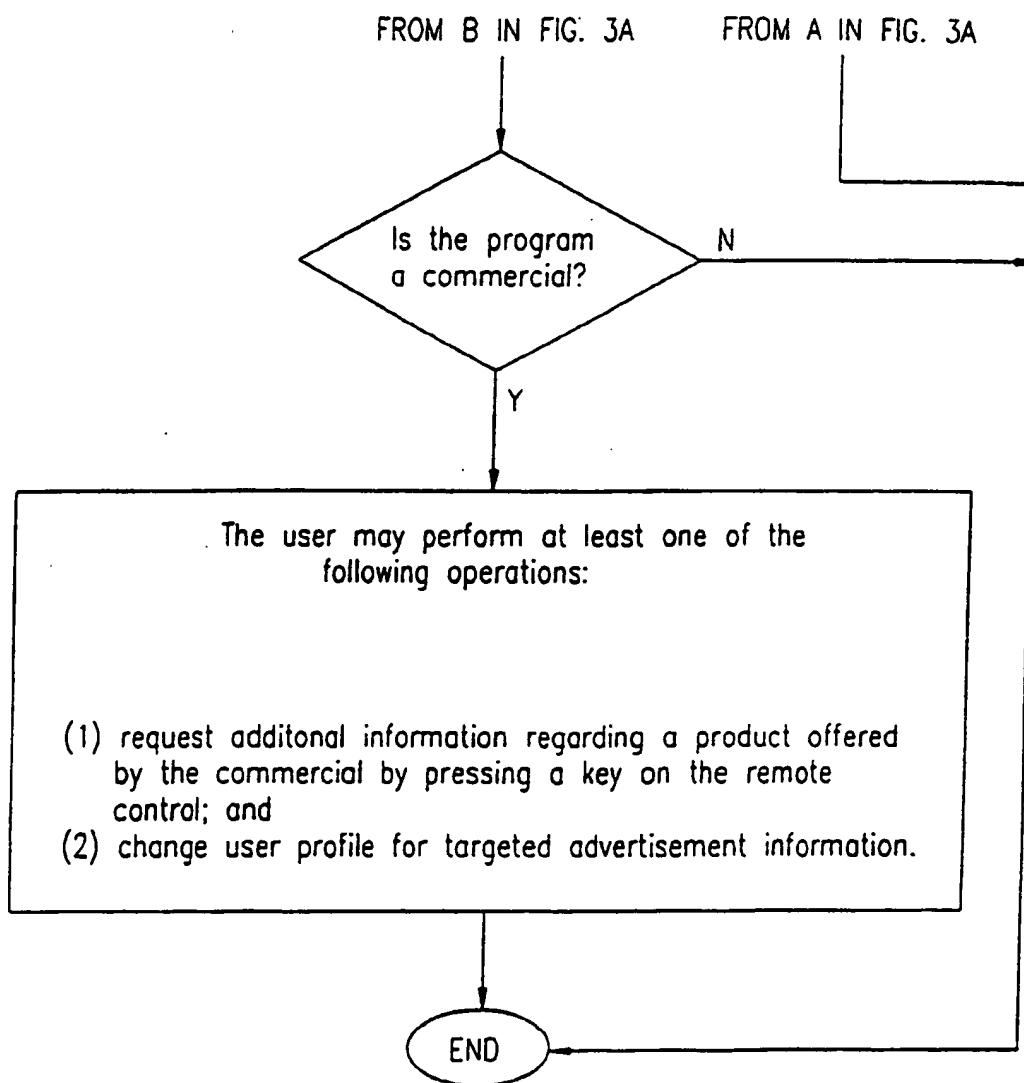 FROM B IN FIG. 3A
FROM A IN FIG. 3A
Is the program
a commercial?
N
Y
The user may perform at least one of the
following operations:
(1) request additonal information regarding a product offered
by the commercial by pressing a key on the remote
control; and
(2) change user profile for targeted advertisement information.
END